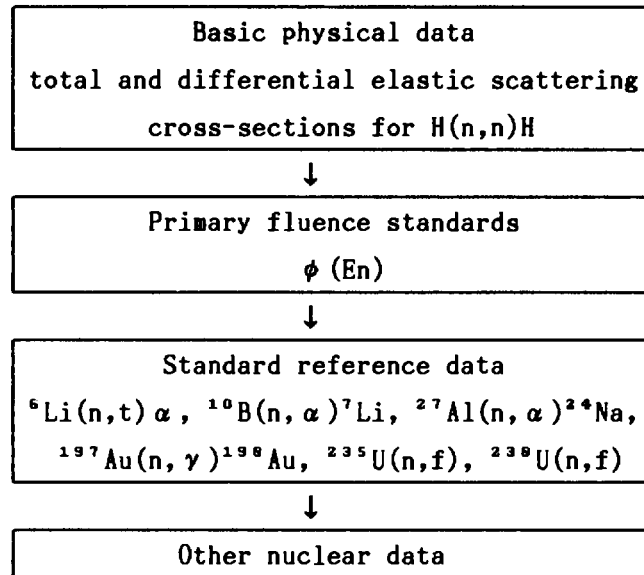 Basic physical data
total and differential elastic scattering
cross-sections for H(n,n)H
↓
Primary fluence standards
ϕ (En)
↓
Standard reference data
⁶Li(n,t)α, ¹⁰B(n,α)⁷Li, ²⁷Al(n,α)²⁴Na,
¹⁹⁷Au(n,γ)¹⁹⁸Au, ²³⁵U(n,f), ²³⁸U(n,f)
↓
Other nuclear data